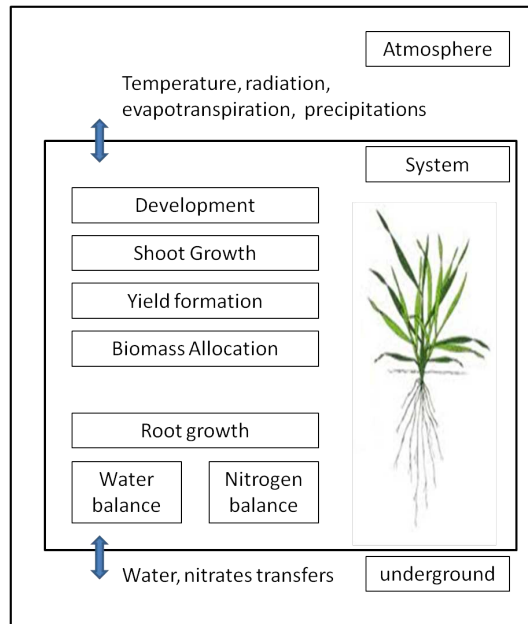 Atmosphere
Temperature, radiation,
evapotranspiration, precipitations
System
Development
Shoot Growth
Yield formation
Biomass Allocation
Root growth
Water
balance
Nitrogen
balance
Water, nitrates transfers
underground